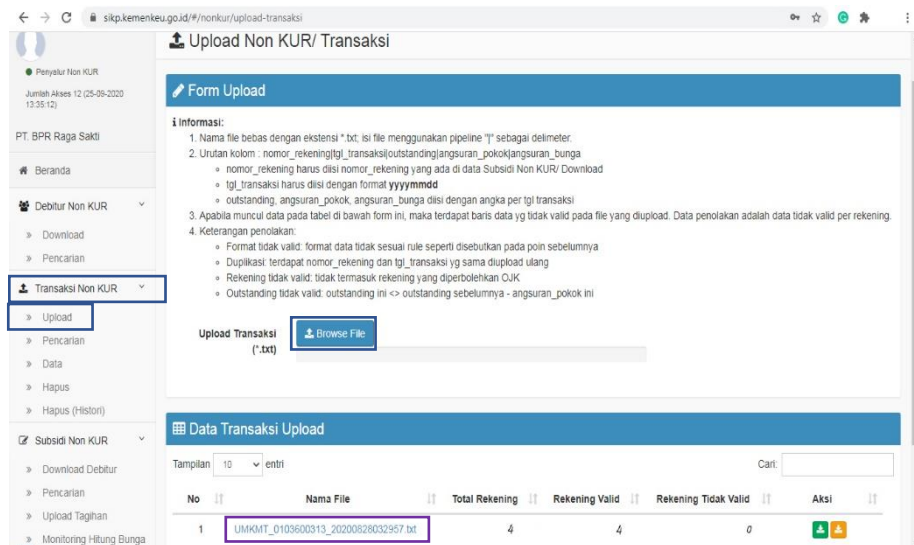 sikp.kemenkeu.go.id/#/nonkur/upload-transaksi
Penyalur Non KUR
Jumlah Akses 12 (25-09-2020
13:35:12)
PT. BPR Raga Sakti
Beranda
Debitur Non KUR
» Download
» Pencarian
Transaksi Non KUR
» Upload
» Pencarian
» Data
» Hapus
» Hapus (Histori)
Subsidi Non KUR
» Download Debitur
» Pencarian
» Upload Tagihan
» Monitoring Hitung Bunga
Upload Non KUR/ Transaksi
Form Upload
i Informasi:
1. Nama file bebas dengan ekstensi *.txt; isi file menggunakan pipeline "|" sebagai delimeter.
2. Urutan kolom : nomor_rekening|tgl_transaksi|outstanding|angsuran_pokok|angsuran_bunga
nomor_rekening harus diisi nomor_rekening yang ada di data Subsidi Non KUR/ Download
tgl_transaksi harus diisi dengan format yyyymmdd
outstanding, angsuran_pokok, angsuran_bunga diisi dengan angka per tgl transaksi
3. Apabila muncul data pada tabel di bawah form ini, maka terdapat baris data yg tidak valid pada file yang diupload. Data penolakan adalah data tidak valid per rekening.
4. Keterangan penolakan:
Format tidak valid: format data tidak sesuai rule seperti disebutkan pada poin sebelumnya
Duplikasi: terdapat nomor_rekening dan tgl_transaksi yg sama diupload ulang
Rekening tidak valid: tidak termasuk rekening yang diperbolehkan OJK
Outstanding tidak valid: outstanding ini <> outstanding sebelumnya - angsuran_pokok ini
Upload Transaksi
(*.txt)
Browse File
Data Transaksi Upload
Tampilan 10 entri Cari:
No Nama File Total Rekening Rekening Valid Rekening Tidak Valid Aksi
1 UMKMT_0103600313_20200828032957.txt 4 4 0